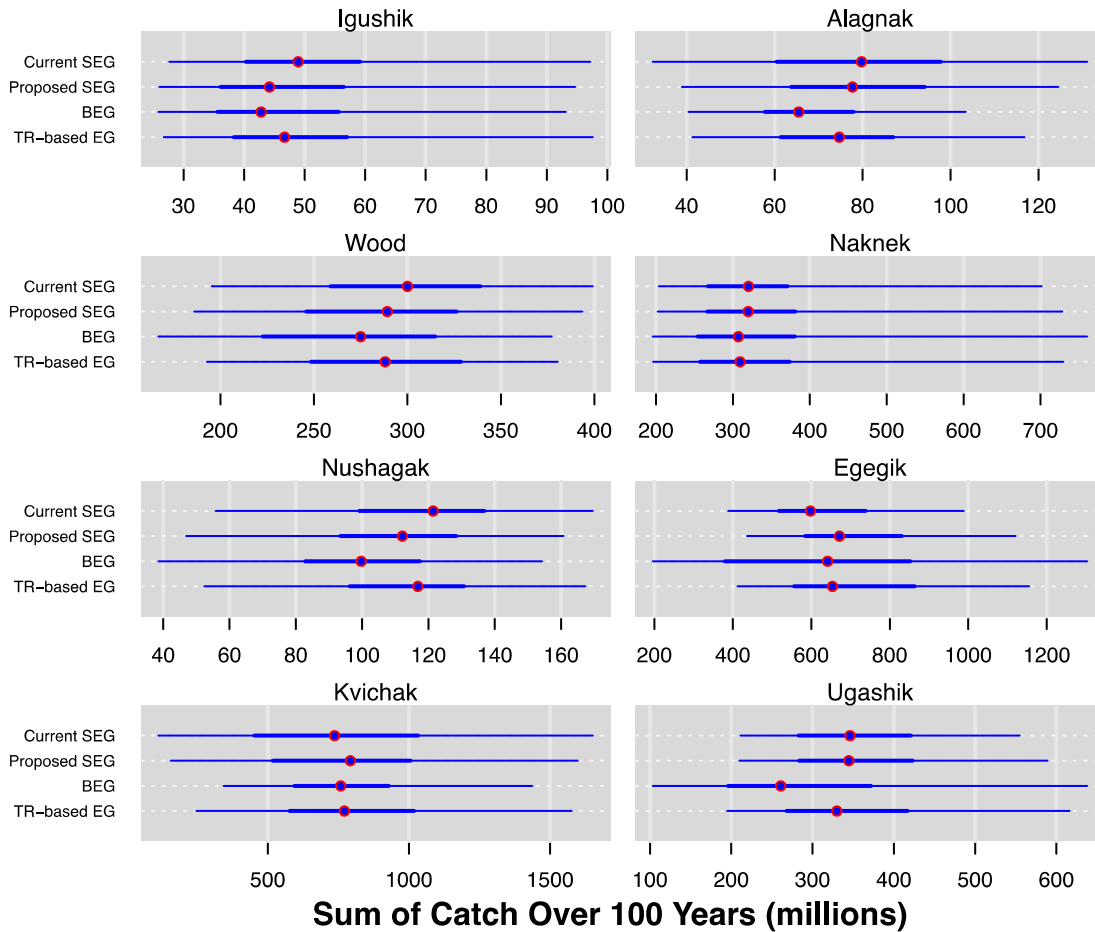 Igushik
Alagnak
Current SEG
Proposed SEG
BEG
TR−based EG
30 40 50 60 70 80 90 100
40 60 80 100 120
Wood
Naknek
Current SEG
Proposed SEG
BEG
TR−based EG
200 250 300 350 400
200 300 400 500 600 700
Nushagak
Egegik
Current SEG
Proposed SEG
BEG
TR−based EG
40 60 80 100 120 140 160
200 400 600 800 1000 1200
Kvichak
Ugashik
Current SEG
Proposed SEG
BEG
TR−based EG
500 1000 1500
100 200 300 400 500 600
Sum of Catch Over 100 Years (millions)